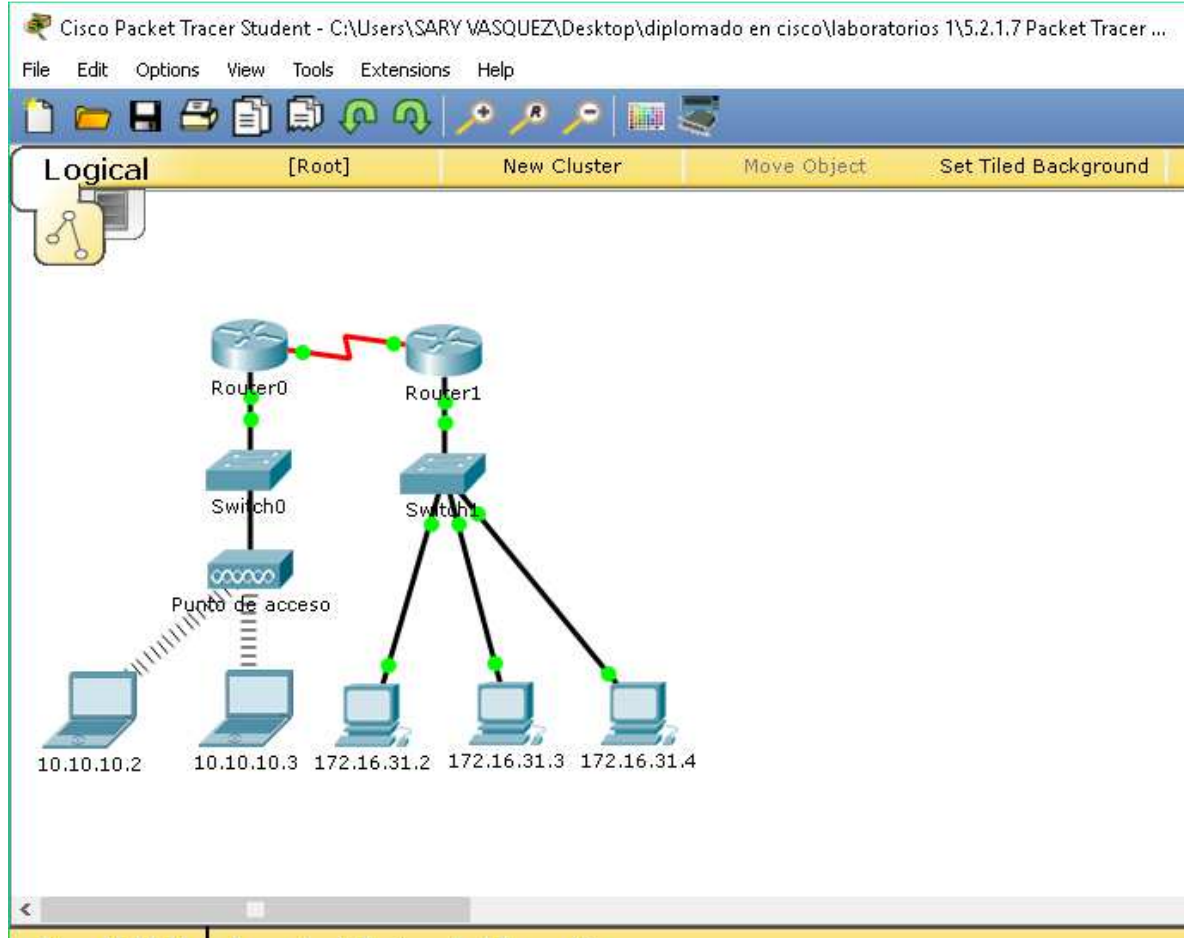 Cisco Packet Tracer Student - C:\Users\SARY VASQUEZ\Desktop\diplomado en cisco\laboratorios 1\5.2.1.7 Packet Tracer ...
File Edit Options View Tools Extensions Help
Logical [Root] New Cluster Move Object Set Tiled Background
Router0 Router1
Switch0 Switch1
Punto de acceso
10.10.10.2 10.10.10.3 172.16.31.2 172.16.31.3 172.16.31.4